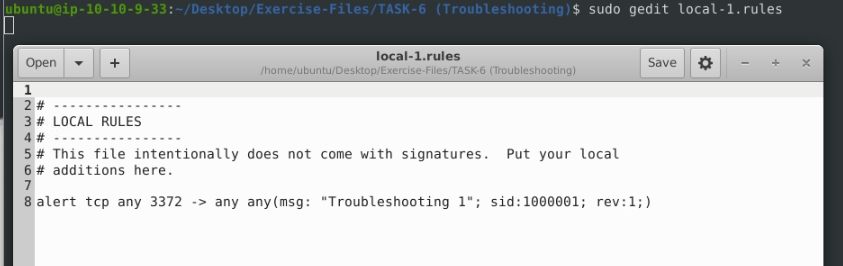 ubuntu@ip-10-10-9-33:~/Desktop/Exercise-Files/TASK-6 (Troubleshooting)$ sudo gedit local-1.rules
Open
+
local-1.rules
/home/ubuntu/Desktop/Exercise-Files/TASK-6 (Troubleshooting)
Save
1
2 # ----------------
3 # LOCAL RULES
4 # ----------------
5 # This file intentionally does not come with signatures.  Put your local
6 # additions here.
7
8 alert tcp any 3372 -> any any(msg: "Troubleshooting 1"; sid:1000001; rev:1;)